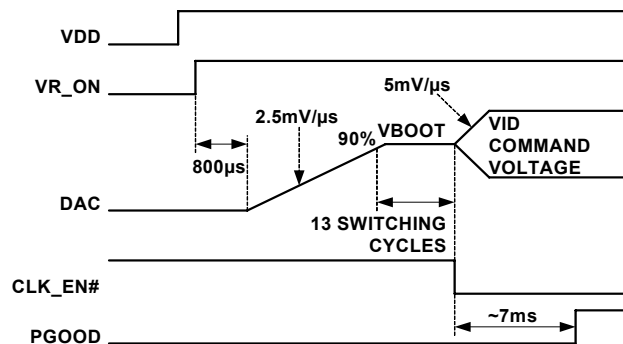 VDD
VR_ON
5mV/µs
2.5mV/µs
90%
VBOOT
VID
COMMAND
VOLTAGE
800µs
DAC
13 SWITCHING
CYCLES
CLK_EN#
~7ms
PGOOD